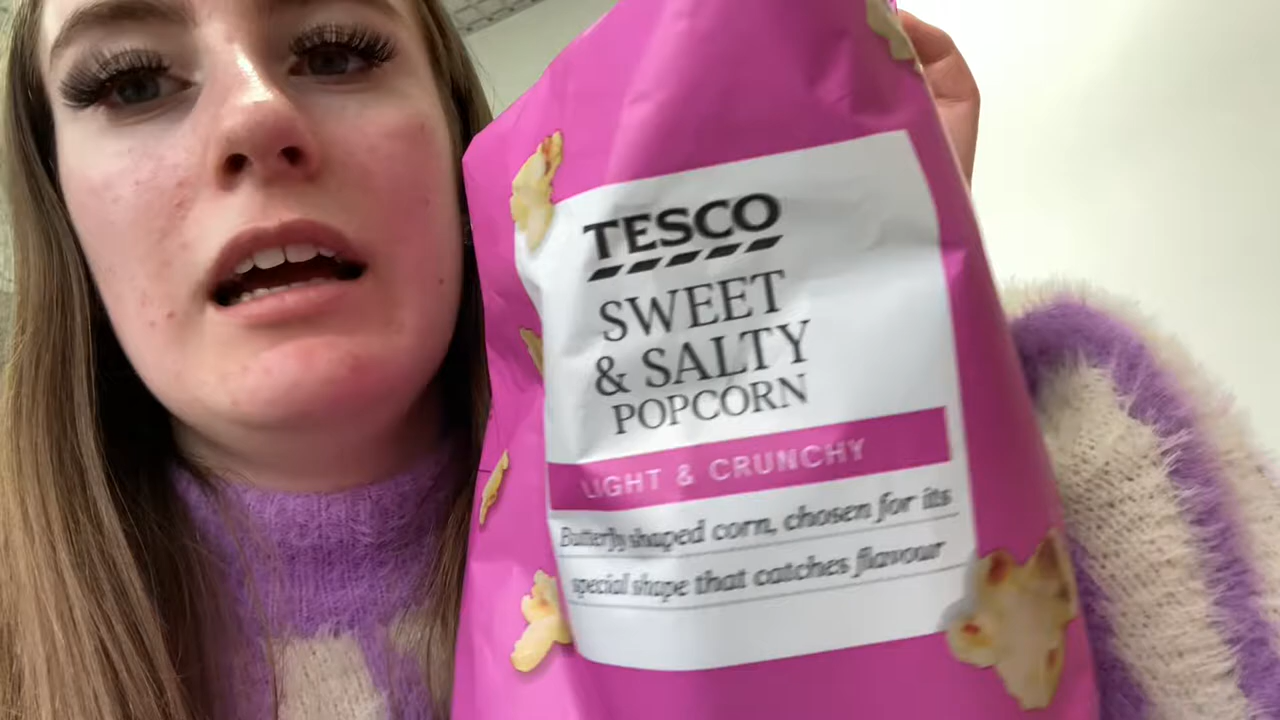 TESCO
SWEET
& SALTY
POPCORN
LIGHT & CRUNCHY
Butterfly shaped corn, chosen for its
special shape that catches flavour